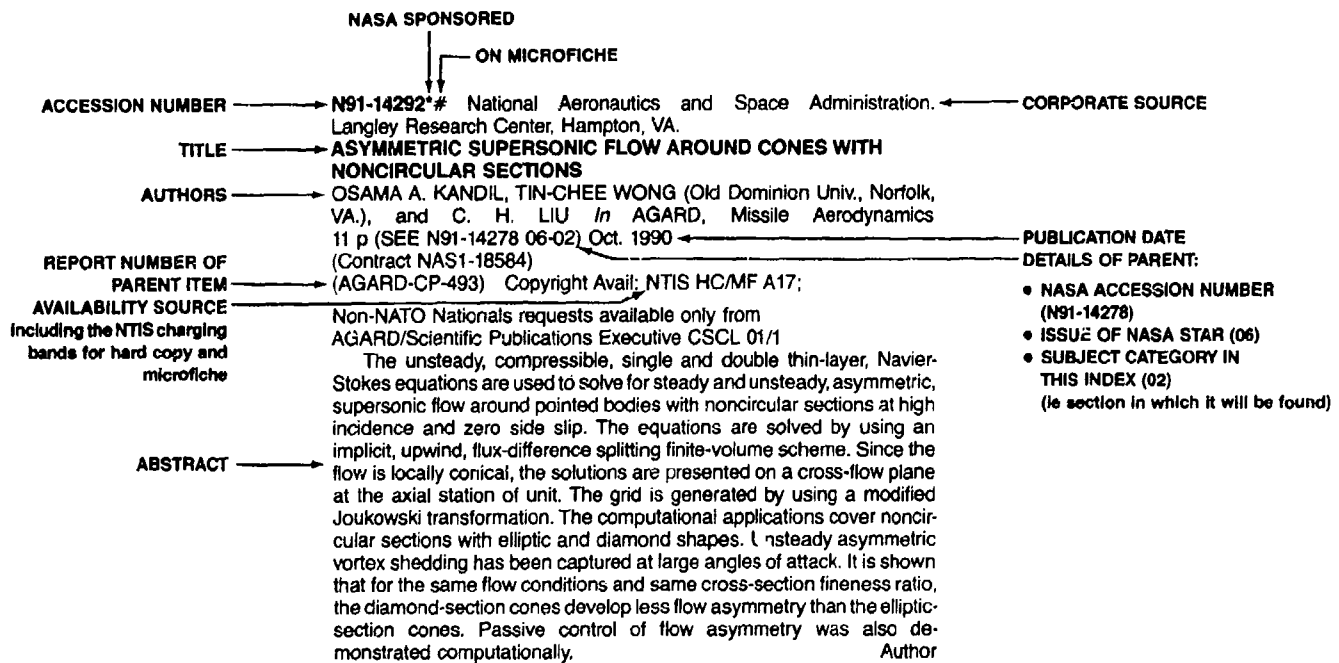 NASA SPONSORED
ON MICROFICHE
ACCESSION NUMBER
N91-14292*# National Aeronautics and Space Administration.
CORPORATE SOURCE
Langley Research Center, Hampton, VA.
TITLE
ASYMMETRIC SUPERSONIC FLOW AROUND CONES WITH
NONCIRCULAR SECTIONS
AUTHORS
OSAMA A. KANDIL, TIN-CHEE WONG (Old Dominion Univ., Norfolk,
VA.), and C. H. LIU In AGARD, Missile Aerodynamics
11 p (SEE N91-14278 06-02) Oct. 1990
(Contract NAS1-18584)
PUBLICATION DATE
DETAILS OF PARENT:
• NASA ACCESSION NUMBER
(N91-14278)
• ISSUE OF NASA STAR (06)
• SUBJECT CATEGORY IN
THIS INDEX (02)
(ie section in which it will be found)
REPORT NUMBER OF
PARENT ITEM
(AGARD-CP-493) Copyright Avail: NTIS HC/MF A17;
AVAILABILITY SOURCE
including the NTIS charging
bands for hard copy and
microfiche
Non-NATO Nationals requests available only from
AGARD/Scientific Publications Executive CSCL 01/1
ABSTRACT
The unsteady, compressible, single and double thin-layer, Navier-
Stokes equations are used to solve for steady and unsteady, asymmetric,
supersonic flow around pointed bodies with noncircular sections at high
incidence and zero side slip. The equations are solved by using an
implicit, upwind, flux-difference splitting finite-volume scheme. Since the
flow is locally conical, the solutions are presented on a cross-flow plane
at the axial station of unit. The grid is generated by using a modified
Joukowski transformation. The computational applications cover noncir-
cular sections with elliptic and diamond shapes. nsteady asymmetric
vortex shedding has been captured at large angles of attack. It is shown
that for the same flow conditions and same cross-section fineness ratio,
the diamond-section cones develop less flow asymmetry than the elliptic-
section cones. Passive control of flow asymmetry was also de-
monstrated computationally. Author